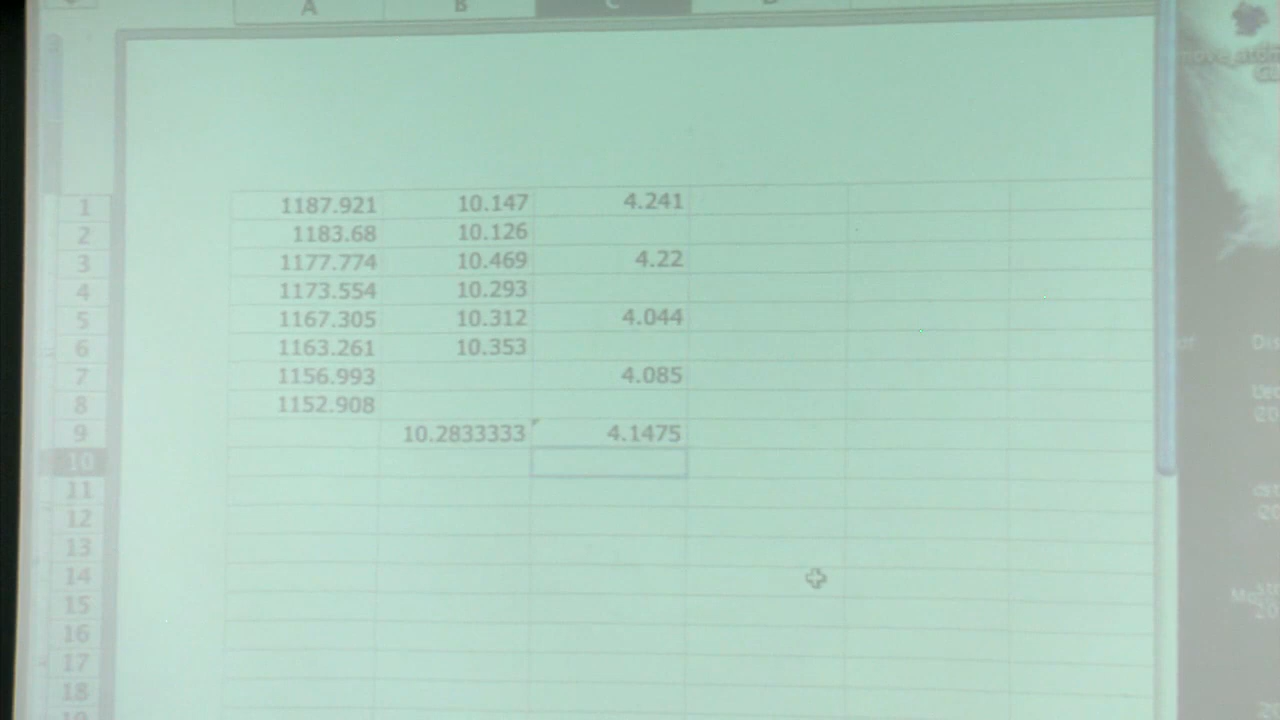 A B C D
1 1187.921 10.147 4.241
2 1183.68 10.126
3 1177.774 10.469 4.22
4 1173.554 10.293
5 1167.305 10.312 4.044
6 1163.261 10.353
7 1156.993 4.085
8 1152.908
9 10.2833333 4.1475
10
11
12
13
14
15
16
17
18
19